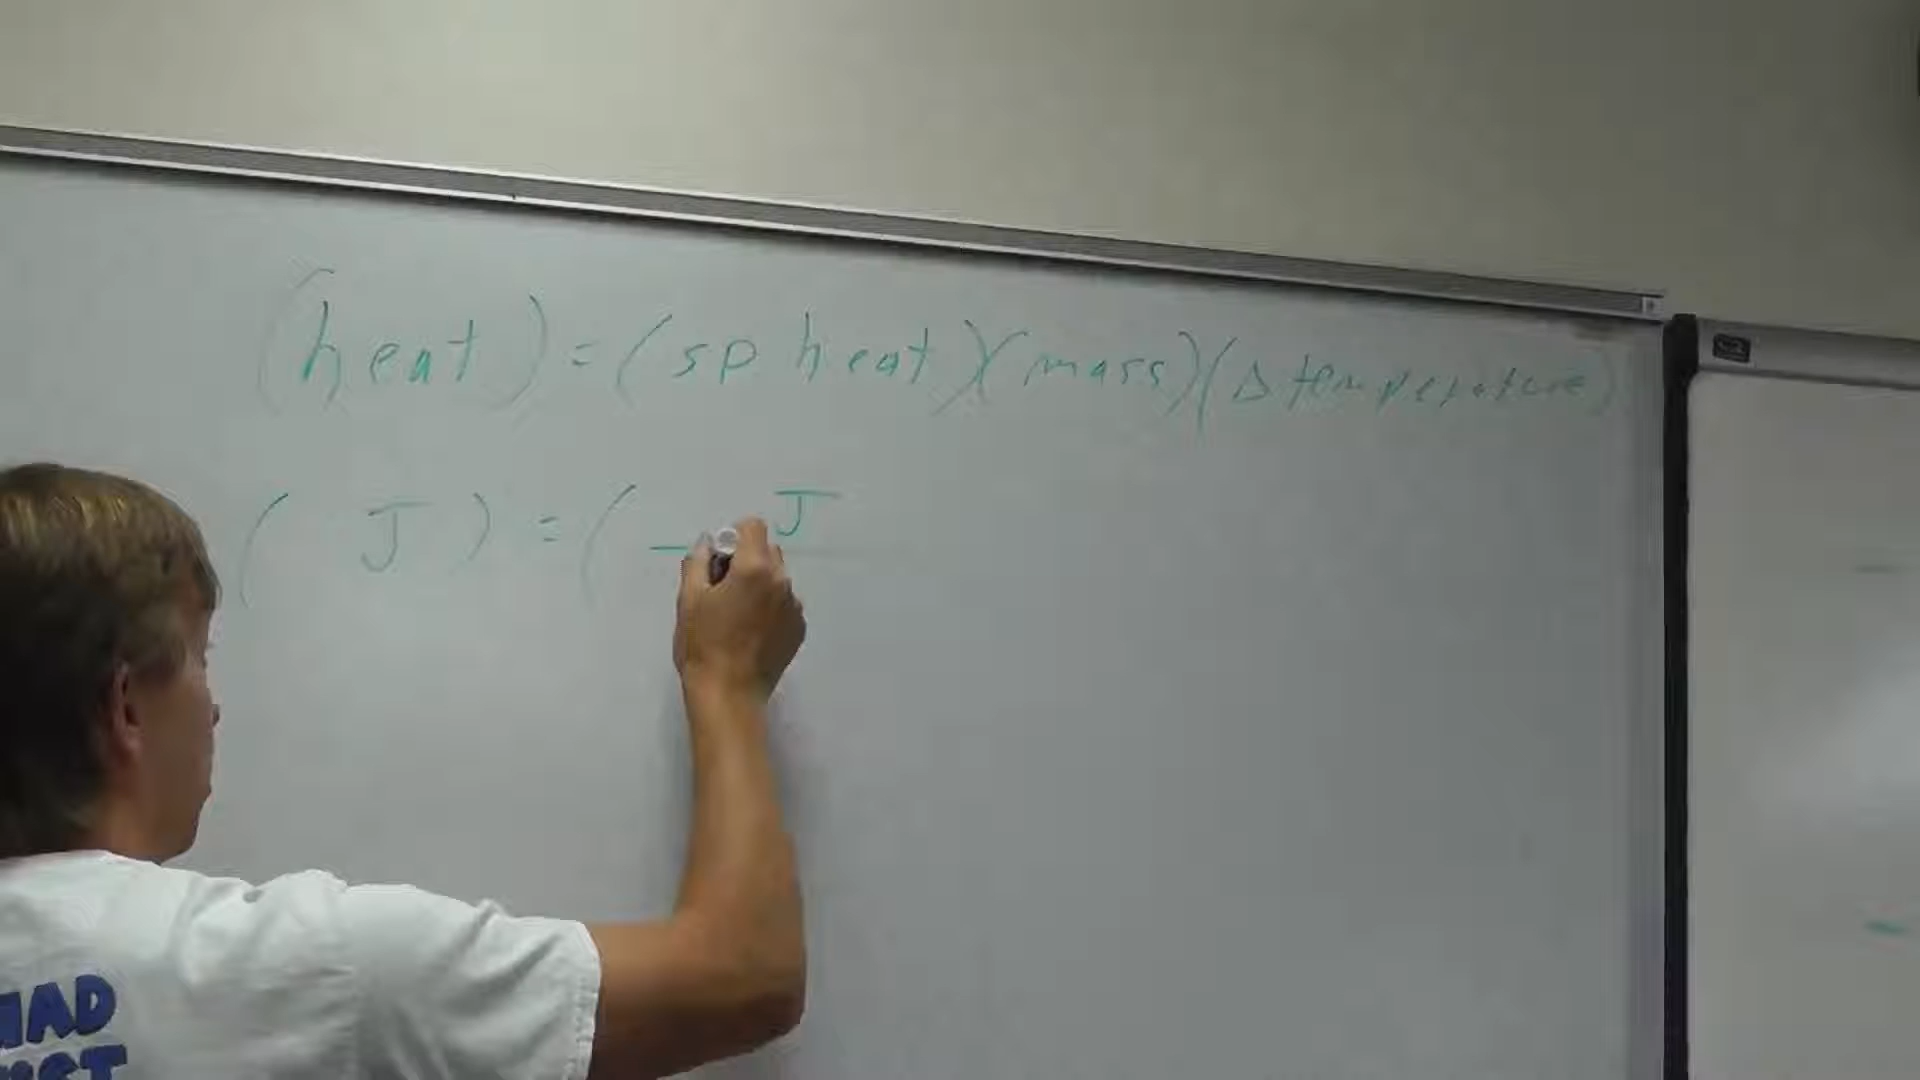 (heat) = (sp heat)(mass)(Δ temperature)
( J ) = ( J